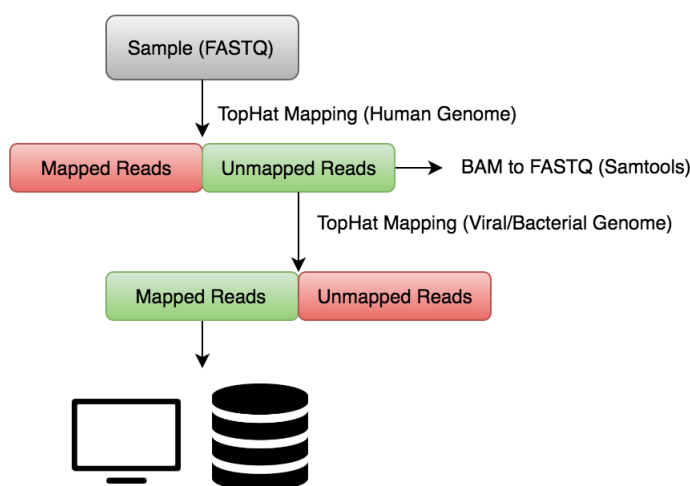 Sample (FASTQ)
TopHat Mapping (Human Genome)
Mapped Reads
Unmapped Reads
BAM to FASTQ (Samtools)
TopHat Mapping (Viral/Bacterial Genome)
Mapped Reads
Unmapped Reads